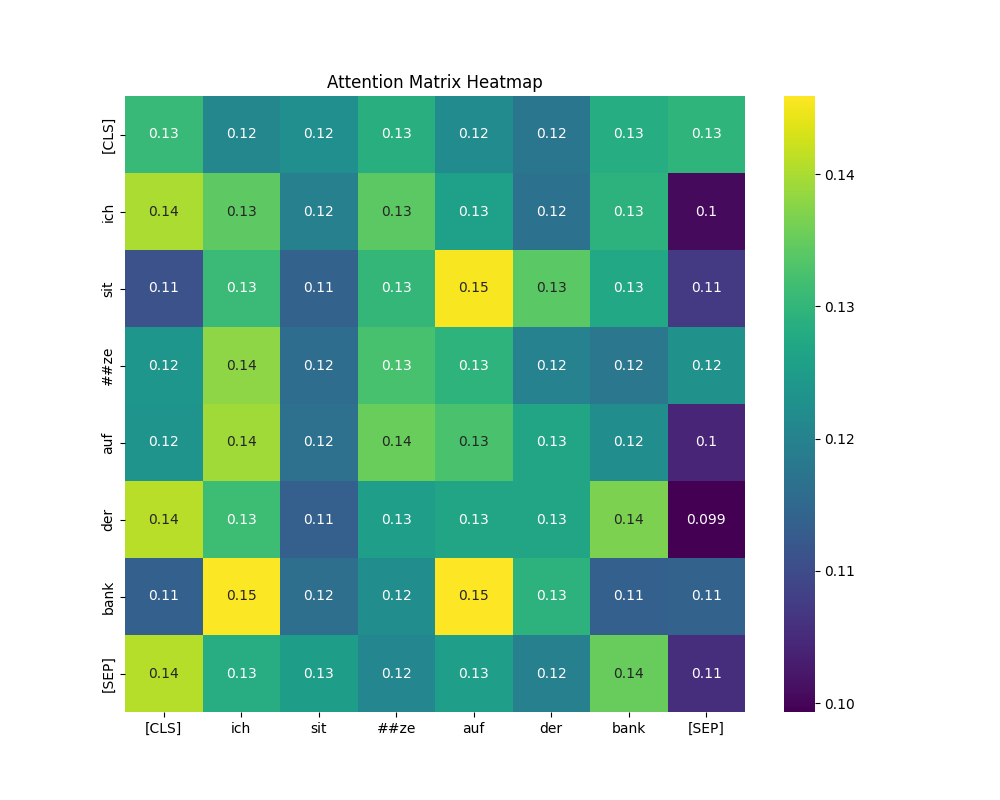 Attention Matrix Heatmap
[CLS] 0.13 0.12 0.12 0.13 0.12 0.12 0.13 0.13
ich 0.14 0.13 0.12 0.13 0.13 0.12 0.13 0.1
sit 0.11 0.13 0.11 0.13 0.15 0.13 0.13 0.11
##ze 0.12 0.14 0.12 0.13 0.13 0.12 0.12 0.12
auf 0.12 0.14 0.12 0.14 0.13 0.13 0.12 0.1
der 0.14 0.13 0.11 0.13 0.13 0.13 0.14 0.099
bank 0.11 0.15 0.12 0.12 0.15 0.13 0.11 0.11
[SEP] 0.14 0.13 0.13 0.12 0.13 0.12 0.14 0.11
[CLS] ich sit ##ze auf der bank [SEP]
0.14
0.13
0.12
0.11
0.10